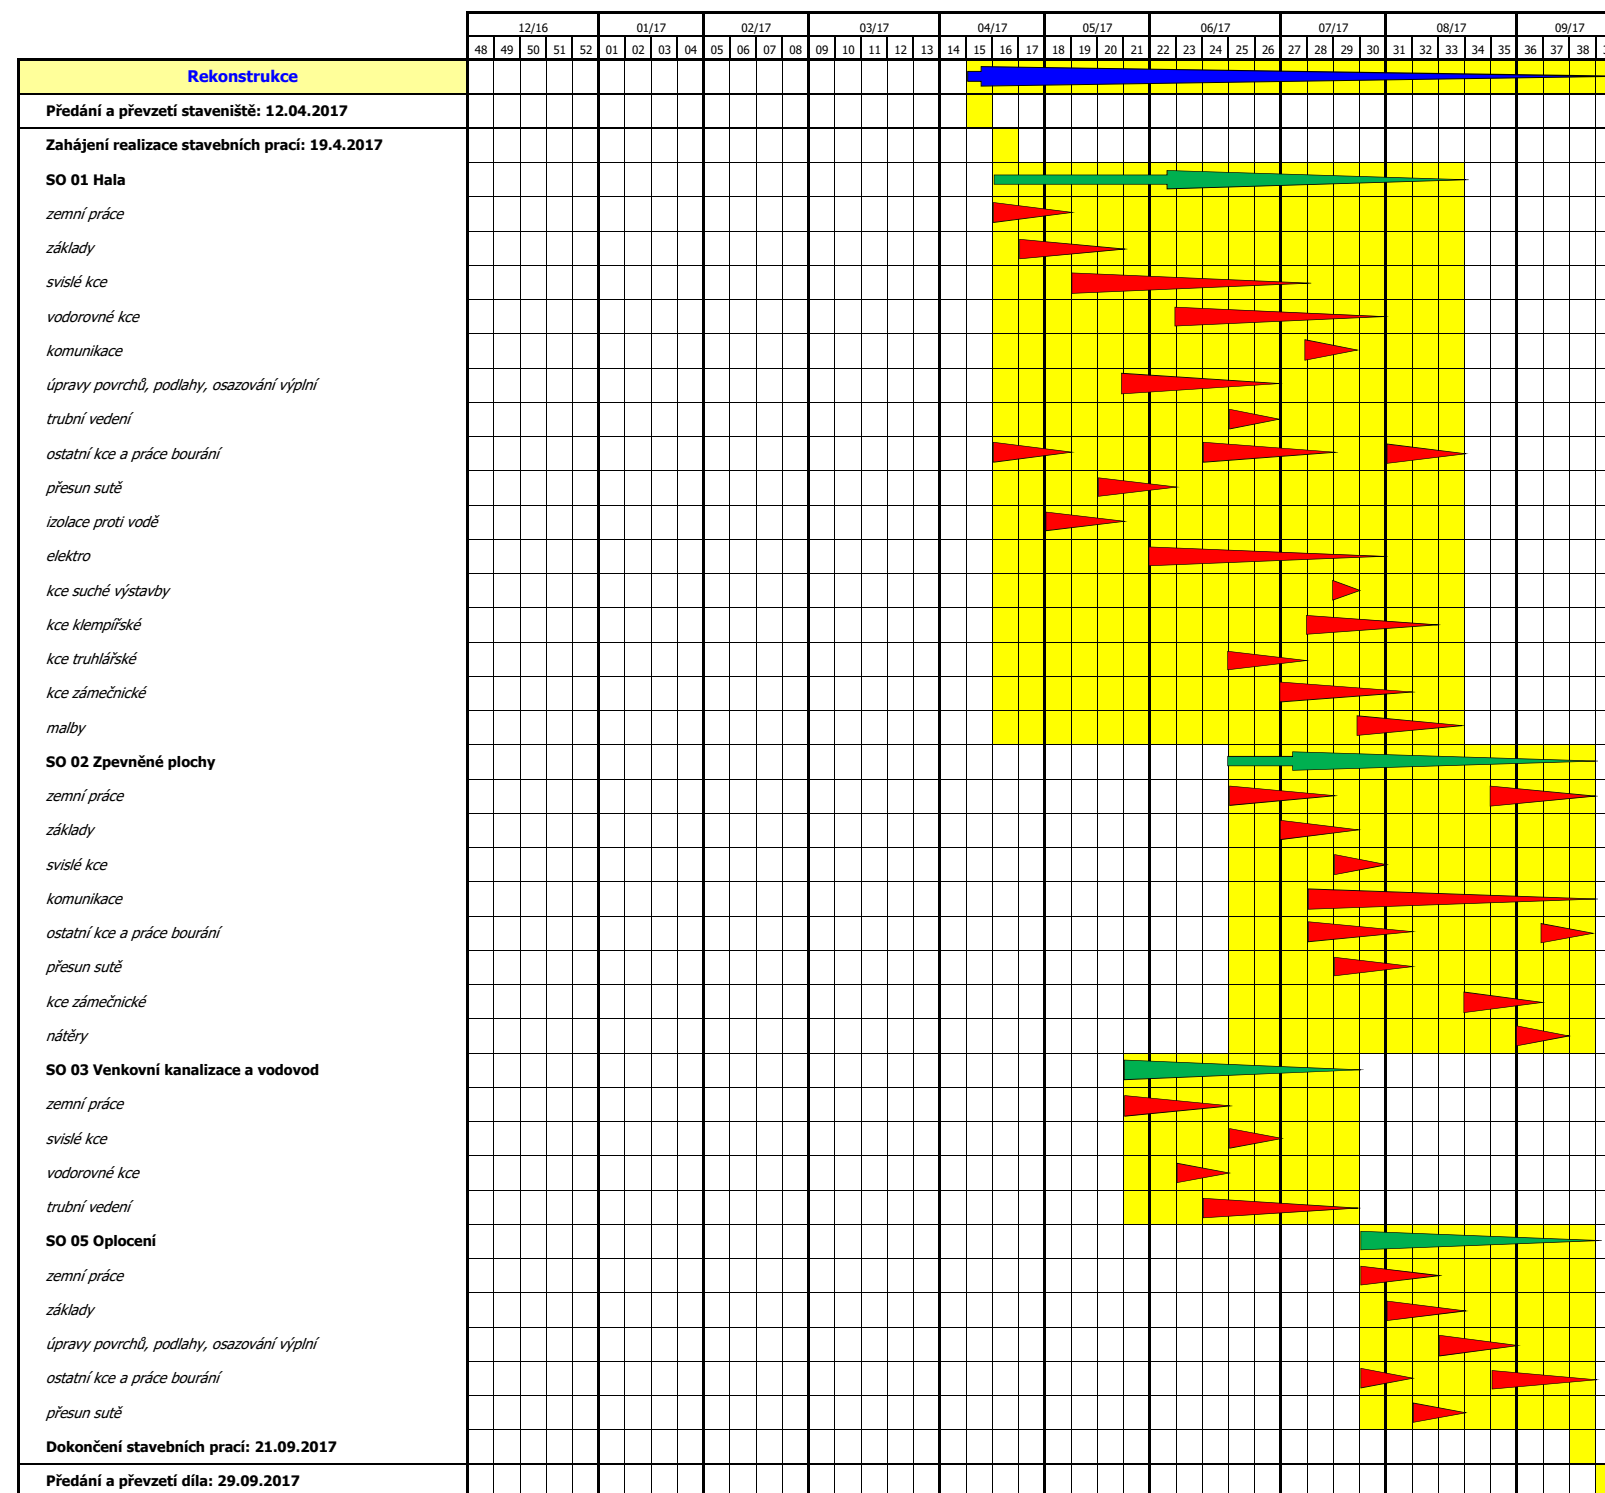 12/16 01/17 02/17 03/17 04/17 05/17 06/17 07/17 08/17 09/17
48 49 50 51 52 01 02 03 04 05 06 07 08 09 10 11 12 13 14 15 16 17 18 19 20 21 22 23 24 25 26 27 28 29 30 31 32 33 34 35 36 37 38
Rekonstrukce
Předání a převzetí staveniště: 12.04.2017
Zahájení realizace stavebních prací: 19.4.2017
SO 01 Hala
zemní práce
základy
svislé kce
vodorovné kce
komunikace
úpravy povrchů, podlahy, osazování výplní
trubní vedení
ostatní kce a práce bourání
přesun sutě
izolace proti vodě
elektro
kce suché výstavby
kce klempířské
kce truhlářské
kce zámečnické
malby
SO 02 Zpevněné plochy
zemní práce
základy
svislé kce
komunikace
ostatní kce a práce bourání
přesun sutě
kce zámečnické
nátěry
SO 03 Venkovní kanalizace a vodovod
zemní práce
svislé kce
vodorovné kce
trubní vedení
SO 05 Oplocení
zemní práce
základy
úpravy povrchů, podlahy, osazování výplní
ostatní kce a práce bourání
přesun sutě
Dokončení stavebních prací: 21.09.2017
Předání a převzetí díla: 29.09.2017